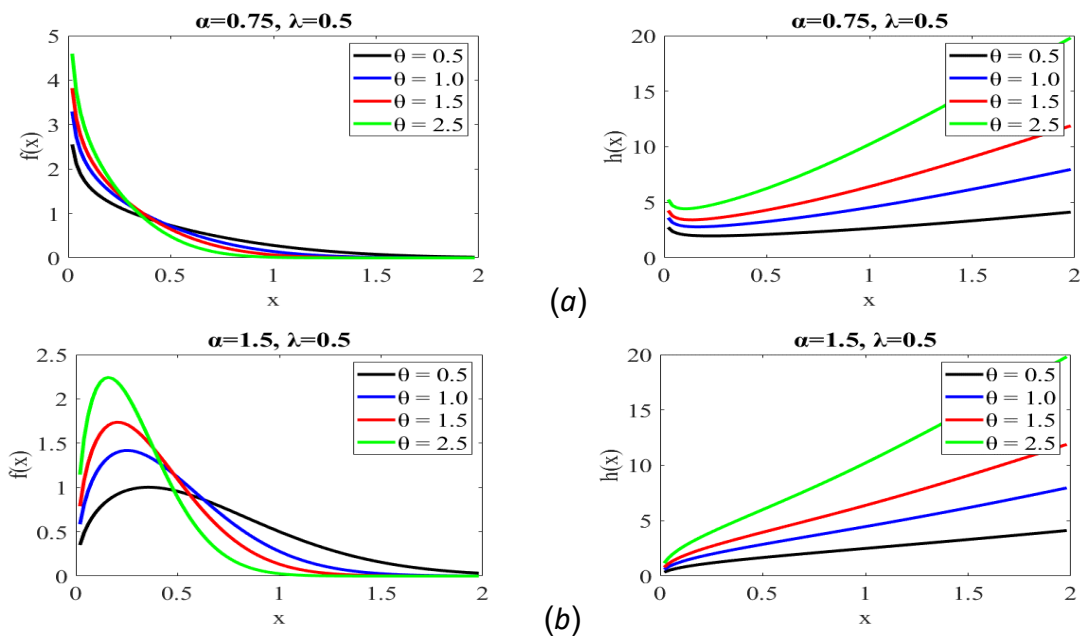 α=0.75, λ=0.5
f(x)
5
4
3
2
1
0
θ = 0.5
θ = 1.0
θ = 1.5
θ = 2.5
0 0.5 1 1.5 2
x
α=0.75, λ=0.5
h(x)
20
15
10
5
0
θ = 0.5
θ = 1.0
θ = 1.5
θ = 2.5
0 0.5 1 1.5 2
x
(a)
α=1.5, λ=0.5
f(x)
2.5
2
1.5
1
0.5
0
θ = 0.5
θ = 1.0
θ = 1.5
θ = 2.5
0 0.5 1 1.5 2
x
α=1.5, λ=0.5
h(x)
20
15
10
5
0
θ = 0.5
θ = 1.0
θ = 1.5
θ = 2.5
0 0.5 1 1.5 2
x
(b)